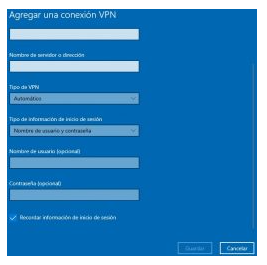 Agregar una conexión VPN
Nombre de servidor o dirección
Tipo de VPN
Automático
Tipo de información de inicio de sesión
Nombre de usuario y contraseña
Nombre de usuario (opcional)
Contraseña (opcional)
Recordar información de inicio de sesión
Guardar Cancelar